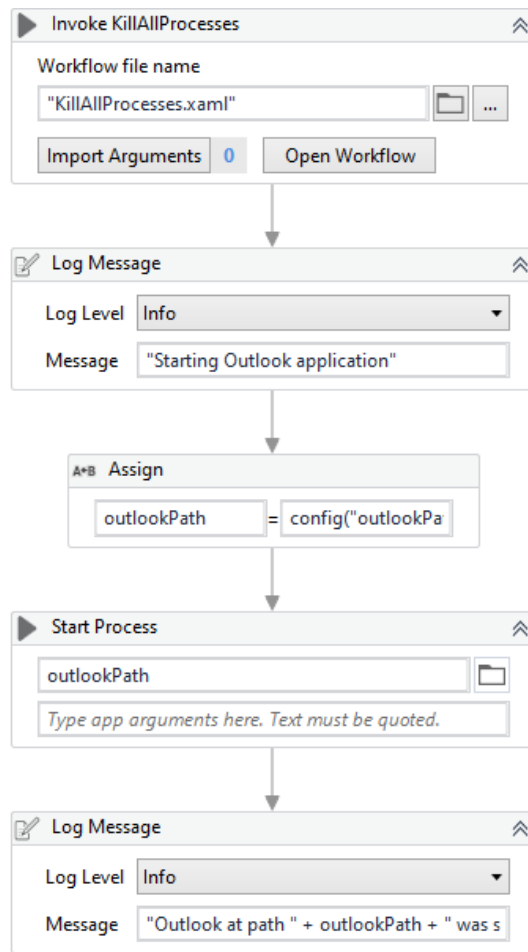 Invoke KillAllProcesses
Workflow file name
"KillAllProcesses.xaml"
...
Import Arguments 0 Open Workflow
Log Message
Log Level Info
Message "Starting Outlook application"
A+B Assign
outlookPath = config("outlookPa
Start Process
outlookPath
Type app arguments here. Text must be quoted.
Log Message
Log Level Info
Message "Outlook at path " + outlookPath + " was s